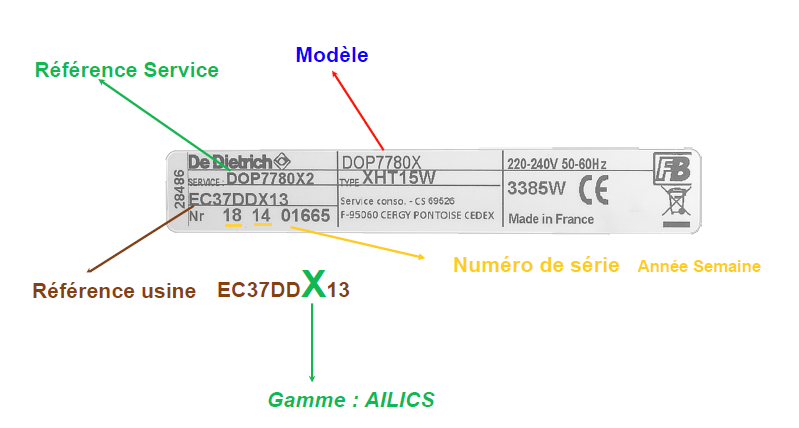 Modèle
Référence Service
De Dietrich
DOP7780X
220-240V 50-60Hz
FB
28486
SERVICE : DOP7780X2
TYPE XHT15W
3385W CE
EC37DDX13
Service conso. - CS 69526
Nr 18 14 01665
F-95060 CERGY PONTOISE CEDEX
Made in France
Numéro de série Année Semaine
Référence usine EC37DDX13
Gamme : AILICS